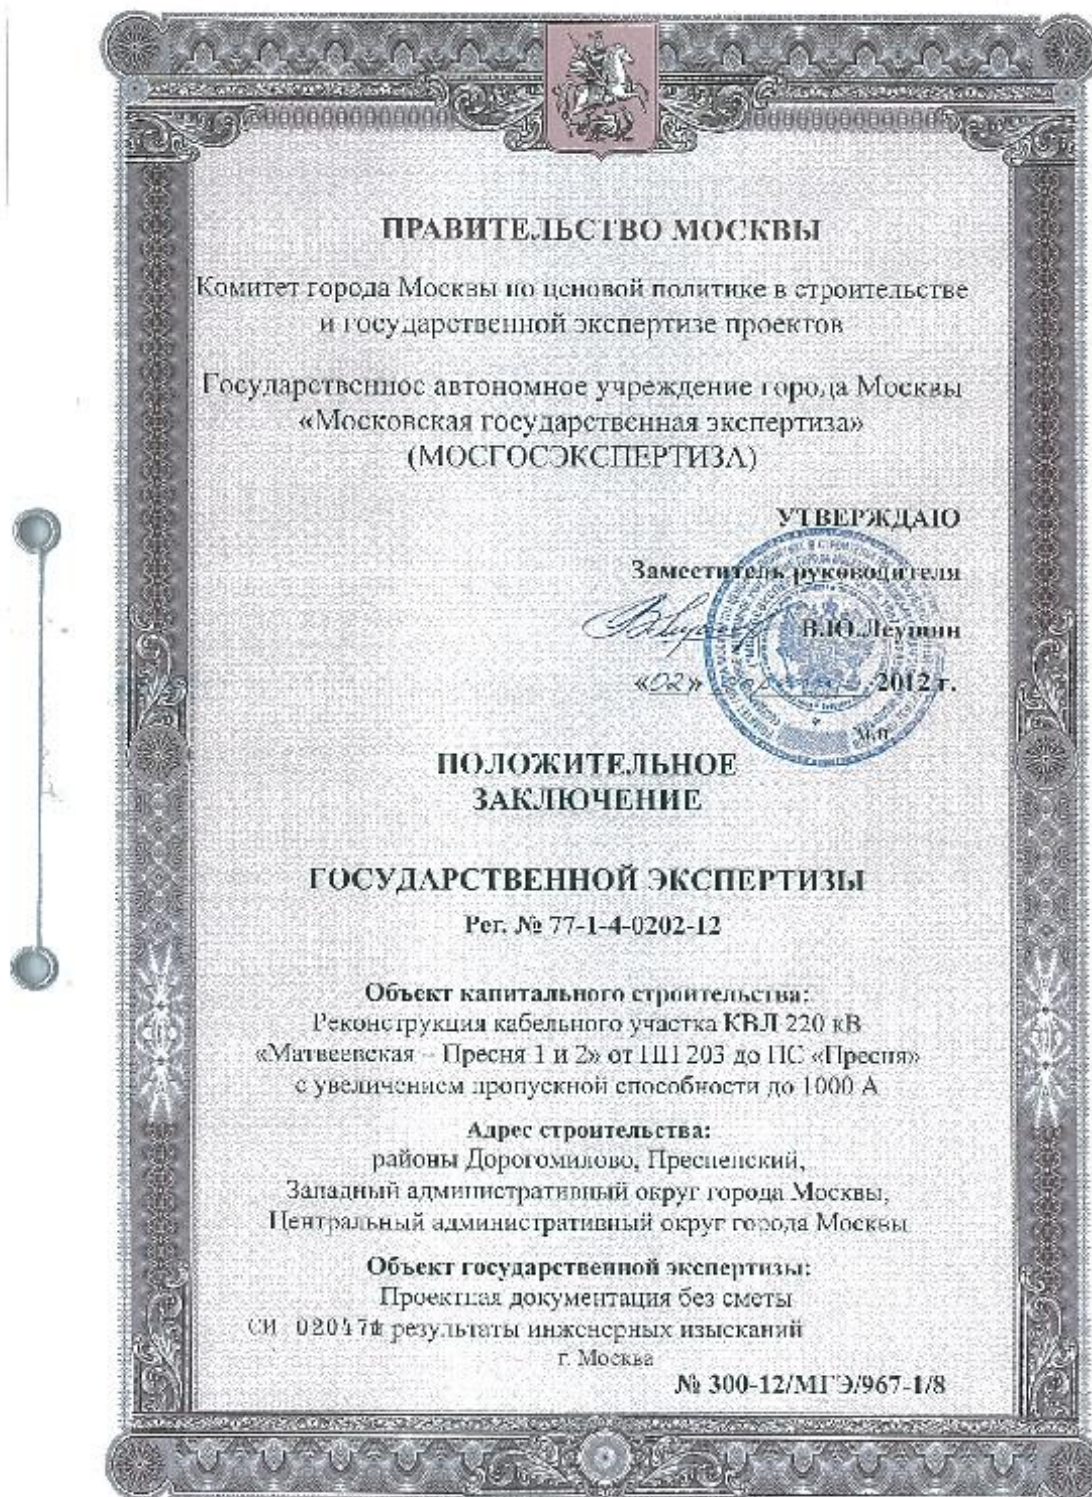 ПРАВИТЕЛЬСТВО МОСКВЫ
Комитет города Москвы по ценовой политике в строительстве
и государственной экспертизе проектов
Государственное автономное учреждение города Москвы
«Московская государственная экспертиза»
(МОСГОСЭКСПЕРТИЗА)
УТВЕРЖДАЮ
Заместитель руководителя
В.Ю.Леушин
«02» 2012 г.
М.п.
ПОЛОЖИТЕЛЬНОЕ
ЗАКЛЮЧЕНИЕ
ГОСУДАРСТВЕННОЙ ЭКСПЕРТИЗЫ
Рег. № 77-1-4-0202-12
Объект капитального строительства:
Реконструкция кабельного участка КВЛ 220 кВ
«Матвеевская – Пресня 1 и 2» от ПП 203 до ПС «Пресня»
с увеличением пропускной способности до 1000 А
Адрес строительства:
районы Дорогомилово, Пресненский,
Западный административный округ города Москвы,
Центральный административный округ города Москвы
Объект государственной экспертизы:
Проектная документация без сметы
СИ и результаты инженерных изысканий
г. Москва
№ 300-12/МГЭ/967-1/8